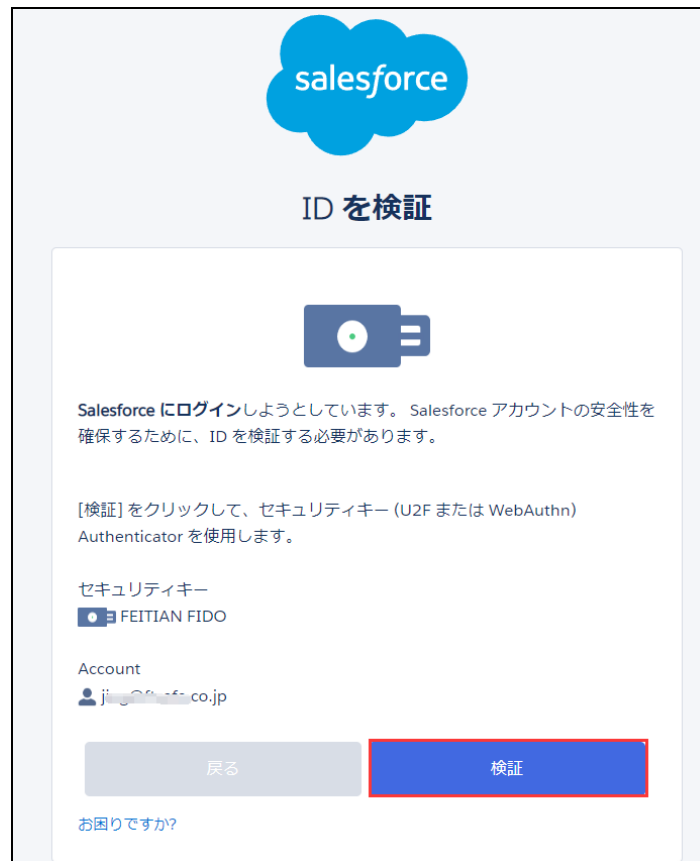 salesforce
ID を検証
Salesforce にログインしようとしています。 Salesforce アカウントの安全性を
確保するために、ID を検証する必要があります。
[検証] をクリックして、セキュリティキー (U2F または WebAuthn)
Authenticator を使用します。
セキュリティキー
FEITIAN FIDO
Account
co.jp
戻る
検証
お困りですか?